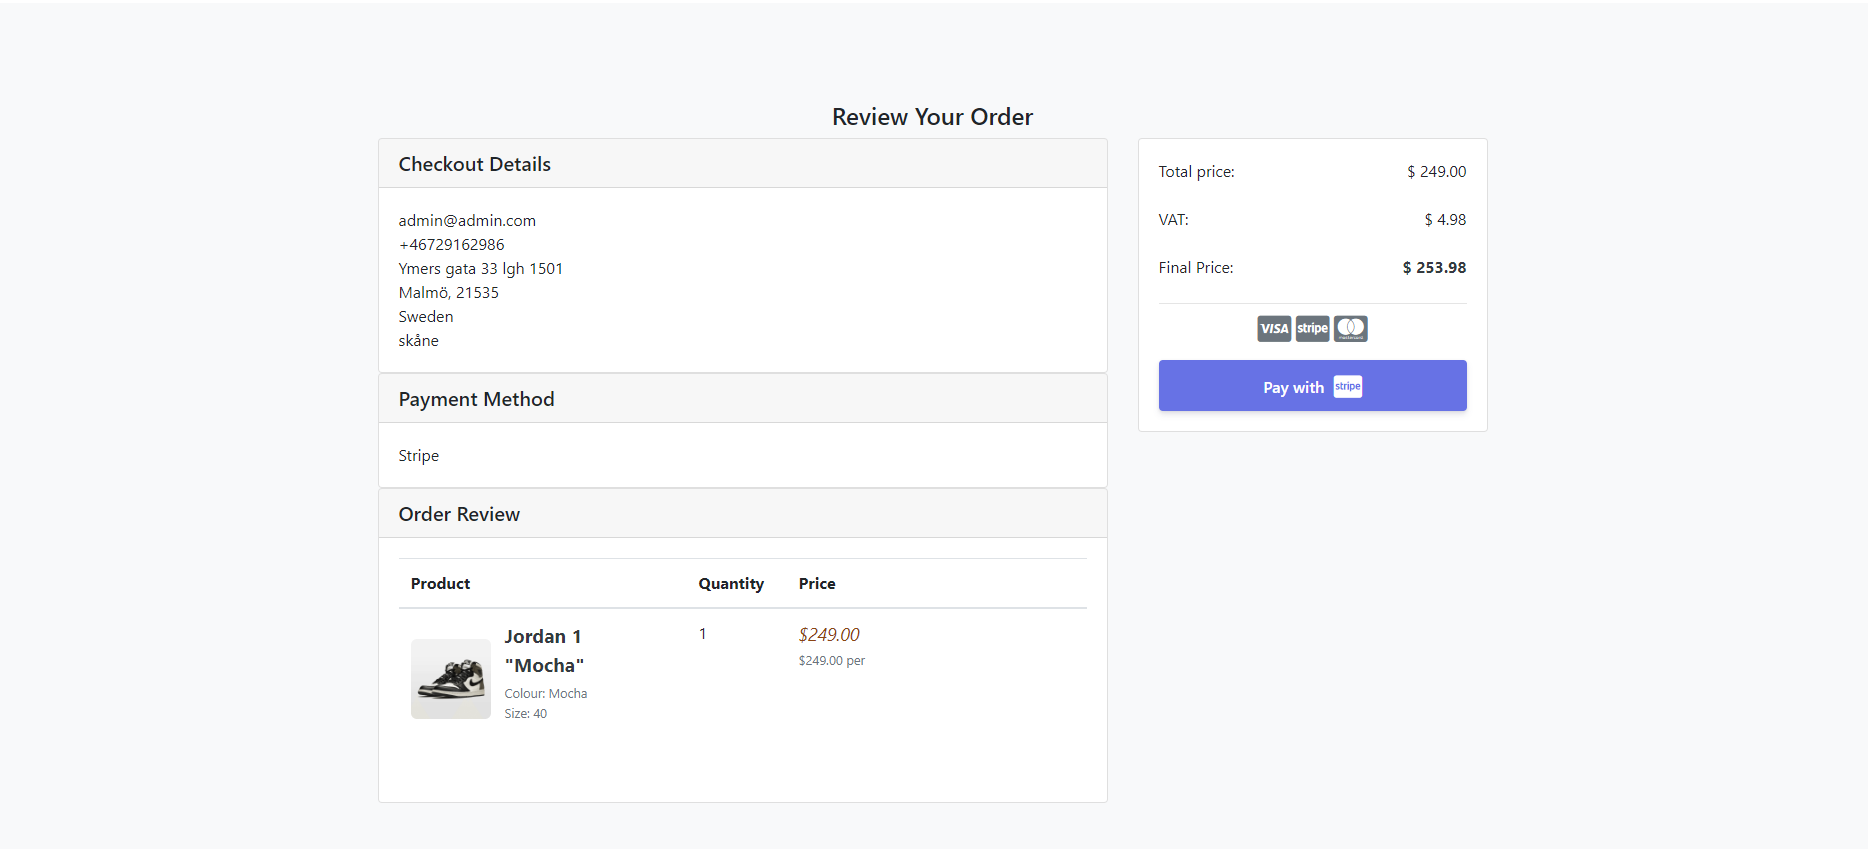 Review Your Order
Checkout Details
admin@admin.com
+46729162986
Ymers gata 33 lgh 1501
Malmö, 21535
Sweden
skåne
Payment Method
Stripe
Order Review
Product Quantity Price
Jordan 1
"Mocha"
Colour: Mocha
Size: 40
1
$249.00
$249.00 per
Total price: $ 249.00
VAT: $ 4.98
Final Price: $ 253.98
VISA stripe mastercard
Pay with stripe